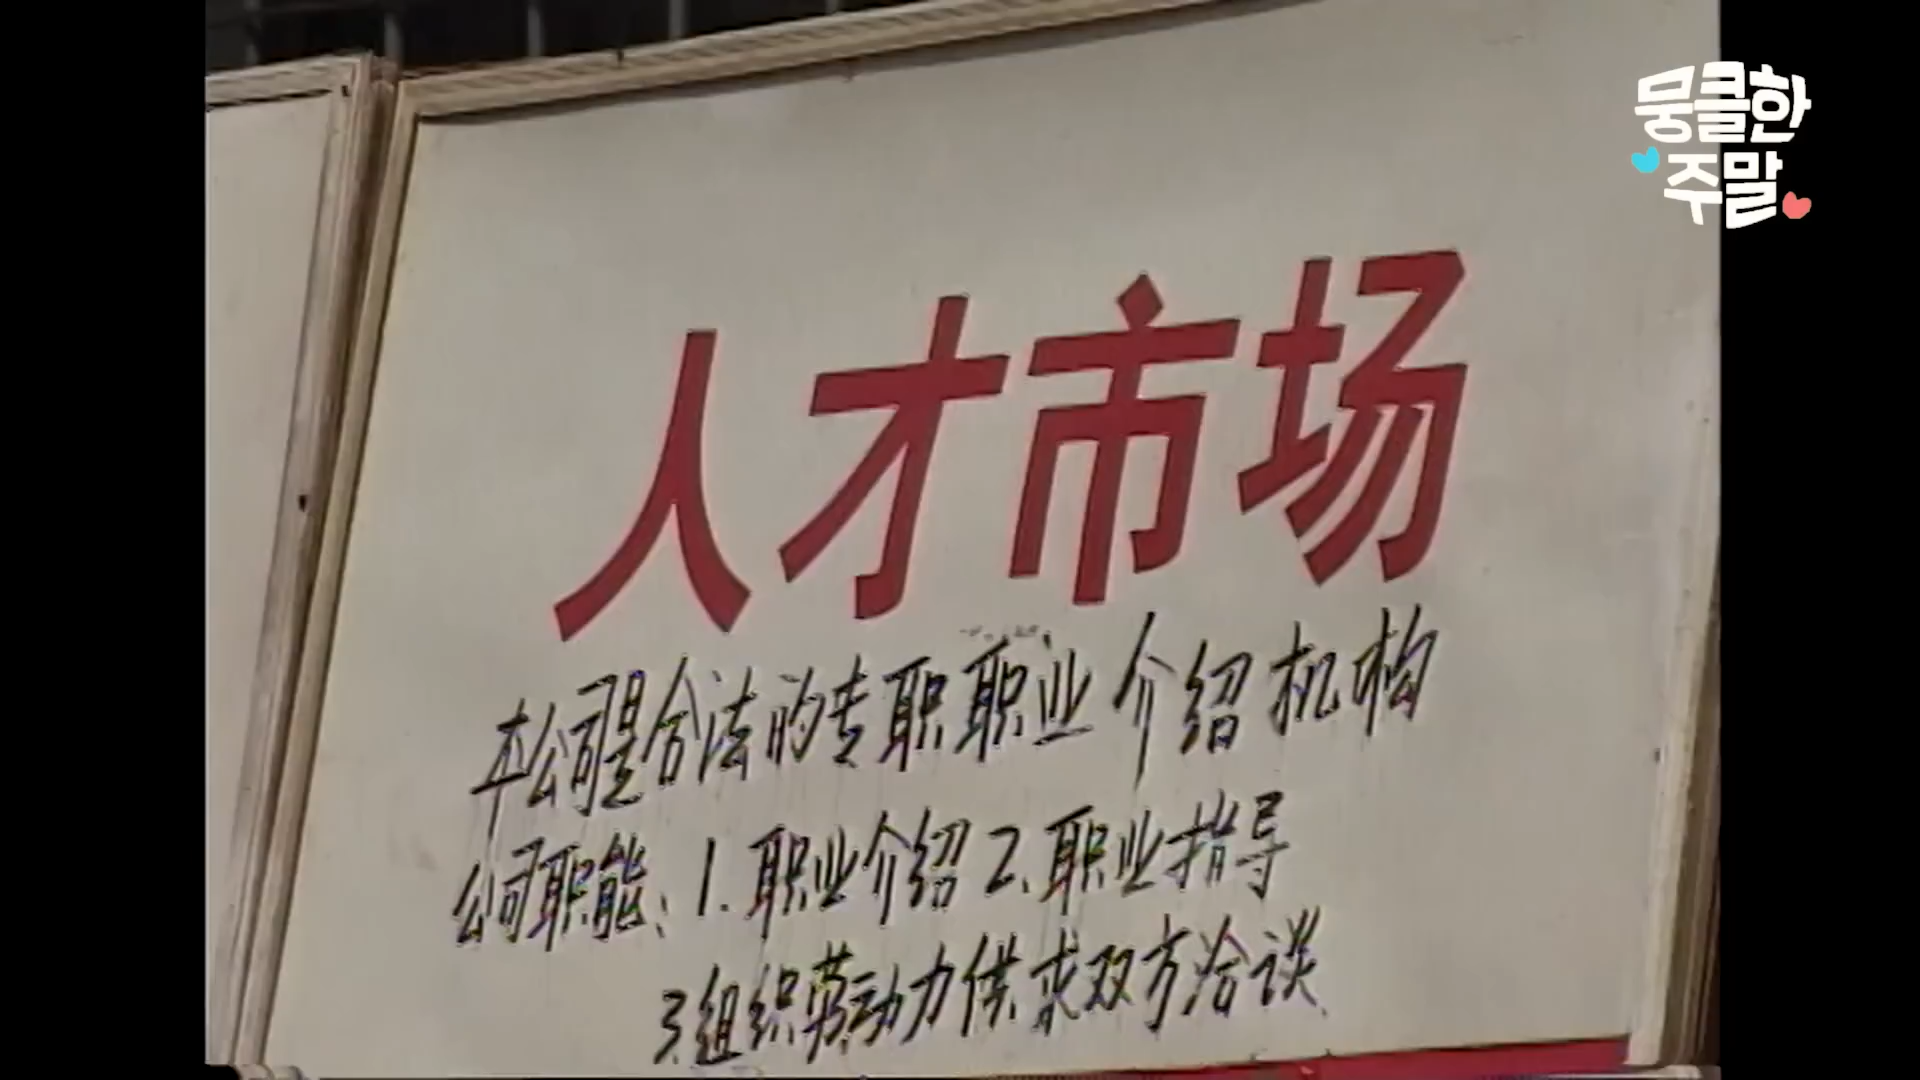 뭉클한
주말
人才市场
本公司是合法的专职职业介绍机构
公司职能:1.职业介绍 2.职业指导
3.组织劳动力供求双方洽谈